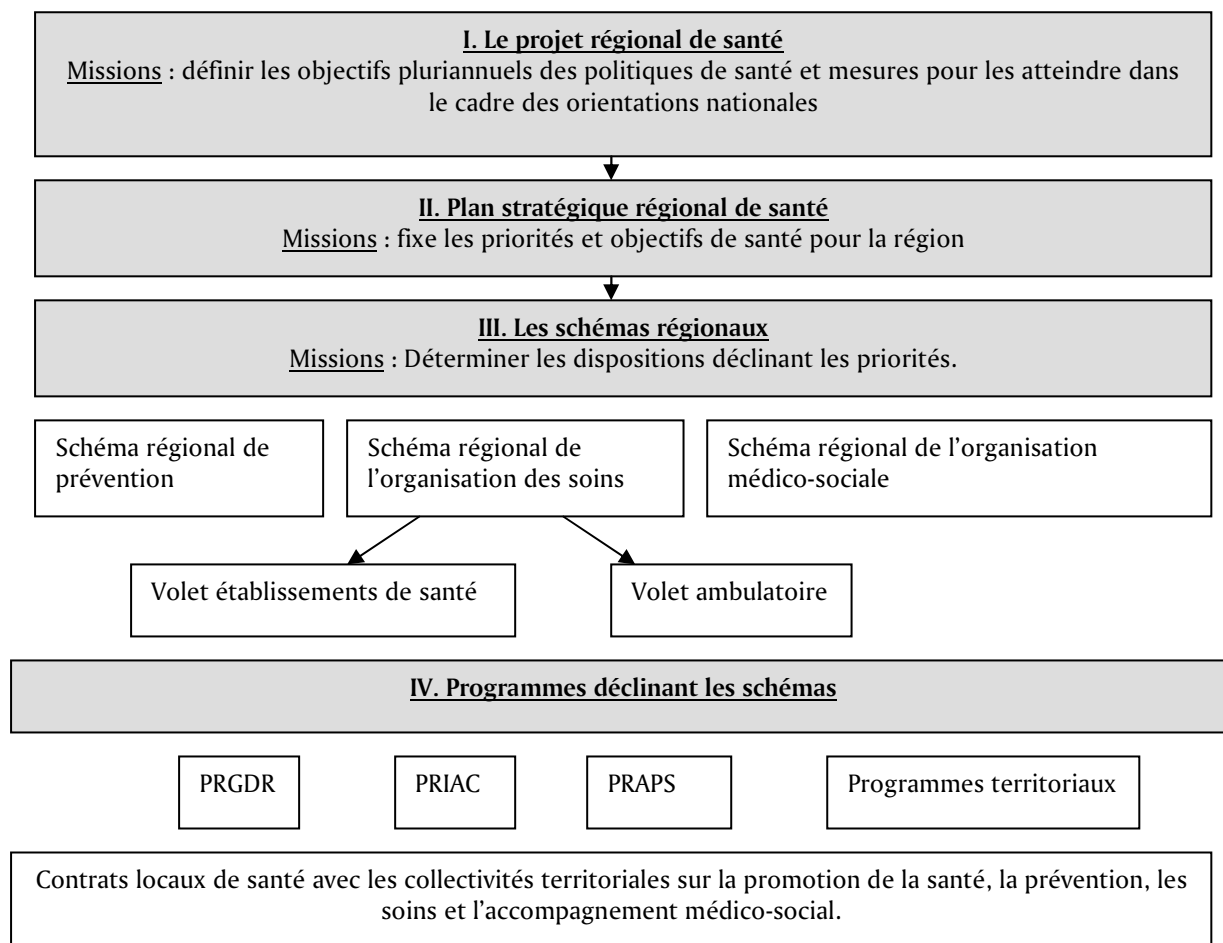 I. Le projet régional de santé
Missions : définir les objectifs pluriannuels des politiques de santé et mesures pour les atteindre dans
le cadre des orientations nationales
II. Plan stratégique régional de santé
Missions : fixe les priorités et objectifs de santé pour la région
III. Les schémas régionaux
Missions : Déterminer les dispositions déclinant les priorités.
Schéma régional de
prévention
Schéma régional de
l'organisation des soins
Schéma régional de l'organisation
médico-sociale
Volet établissements de santé
Volet ambulatoire
IV. Programmes déclinant les schémas
PRGDR
PRIAC
PRAPS
Programmes territoriaux
Contrats locaux de santé avec les collectivités territoriales sur la promotion de la santé, la prévention, les
soins et l'accompagnement médico-social.